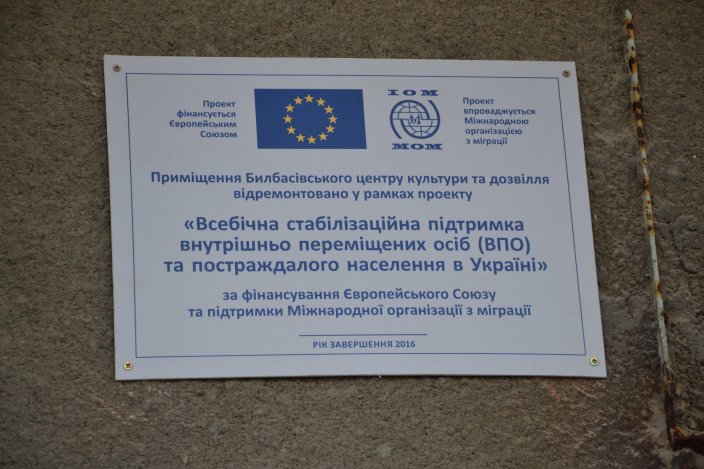 Проект
фінансується
Європейським
Союзом
IOM
МОМ
Проект
впроваджується
Міжнародною
організацією
з міграції
Приміщення Билбасівського центру культури та дозвілля
відремонтовано у рамках проекту
«Всебічна стабілізаційна підтримка
внутрішньо переміщених осіб (ВПО)
та постраждалого населення в Україні»
за фінансування Європейського Союзу
та підтримки Міжнародної організації з міграції
РІК ЗАВЕРШЕННЯ 2016